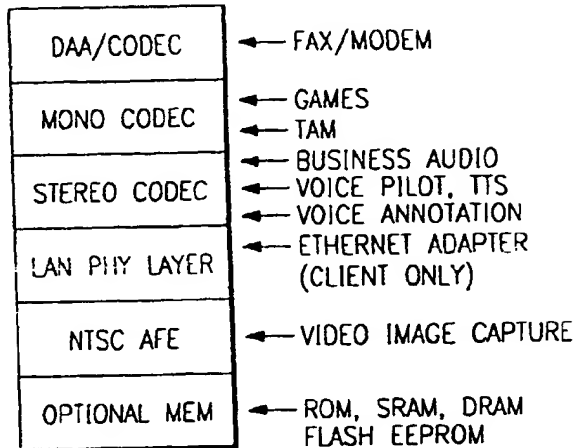 DAA/CODEC
FAX/MODEM
MONO CODEC
GAMES
TAM
BUSINESS AUDIO
STEREO CODEC
VOICE PILOT, TTS
VOICE ANNOTATION
LAN PHY LAYER
ETHERNET ADAPTER
(CLIENT ONLY)
NTSC AFE
VIDEO IMAGE CAPTURE
OPTIONAL MEM
ROM, SRAM, DRAM
FLASH EEPROM